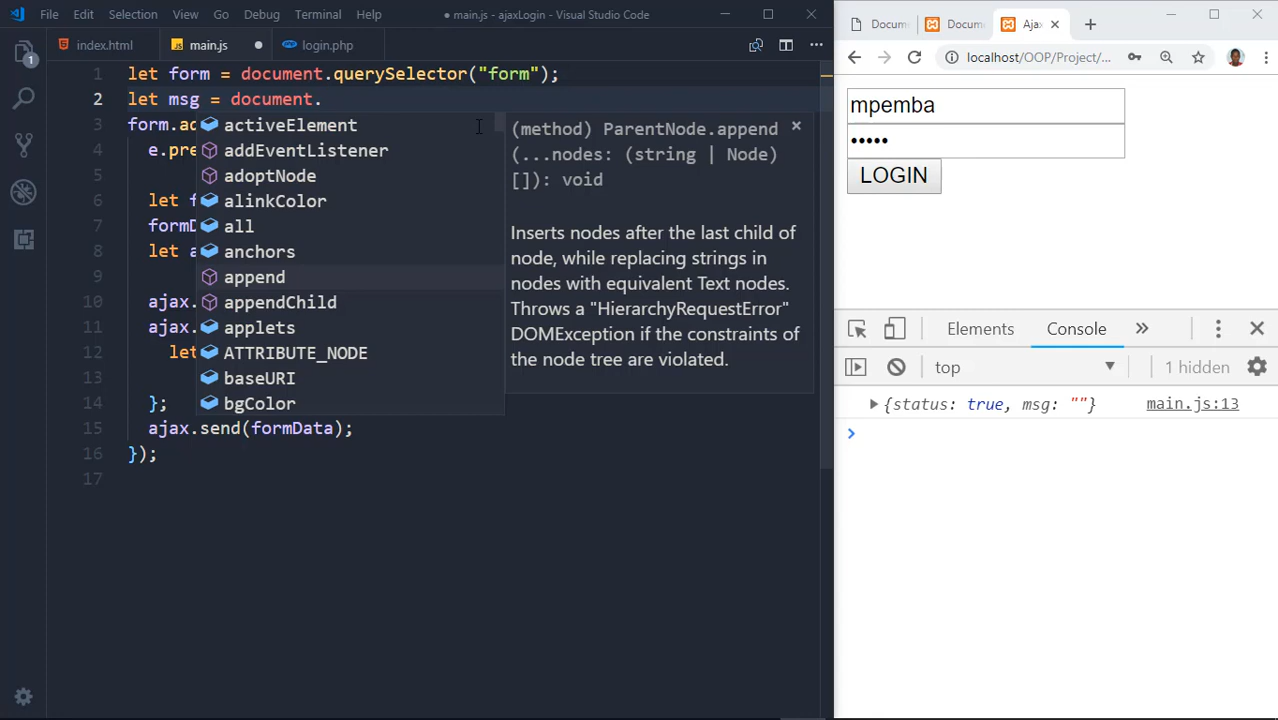 File Edit Selection View Go Debug Terminal Help
● main.js - ajaxLogin - Visual Studio Code
index.html
JS main.js ●
login.php
1
1 let form = document.querySelector("form");
2 let msg = document.
3 form.ad
4 e.pre
5
6 let f
7 formD
8 let a
9
10 ajax.
11 ajax.
12 let
13
14 };
15 ajax.send(formData);
16 });
17
activeElement
addEventListener
adoptNode
alinkColor
all
anchors
append
appendChild
applets
ATTRIBUTE_NODE
baseURI
bgColor
(method) ParentNode.append
(...nodes: (string | Node)
[]): void
Inserts nodes after the last child of
node, while replacing strings in
nodes with equivalent Text nodes.
Throws a "HierarchyRequestError"
DOMException if the constraints of
the node tree are violated.
Docum
Docum
Ajax
localhost/OOP/Project/...
mpemba
•••••
LOGIN
Elements Console »
top 1 hidden
{status: true, msg: ""} main.js:13